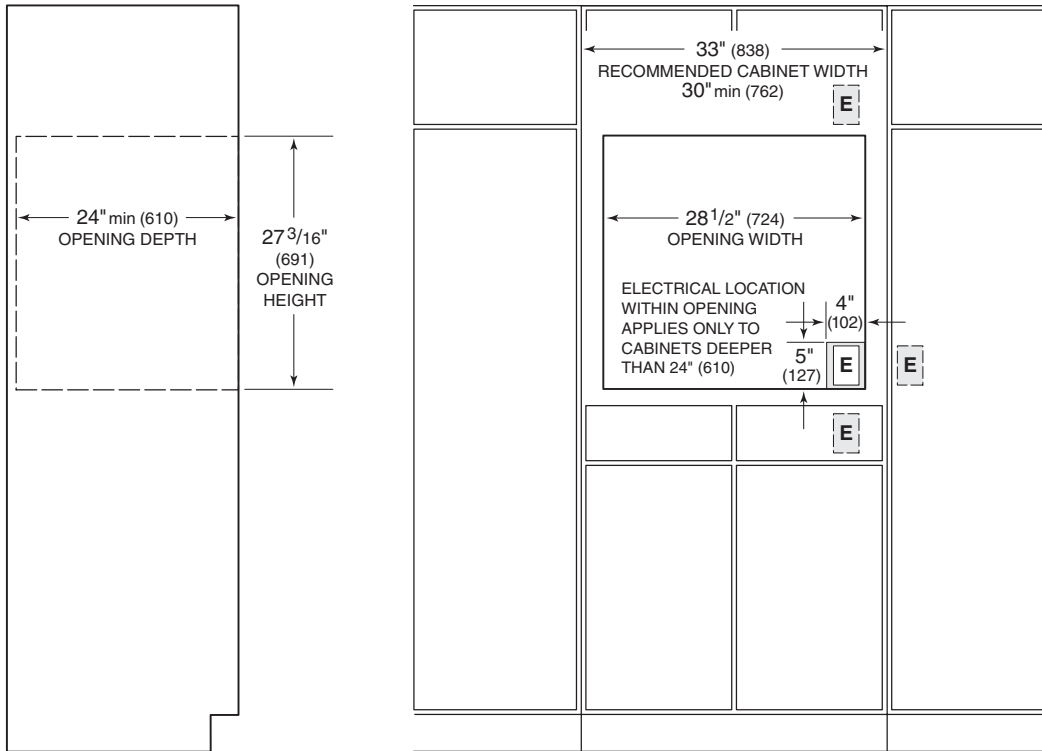 24" min (610)
OPENING DEPTH
27 3/16"
(691)
OPENING
HEIGHT
33" (838)
RECOMMENDED CABINET WIDTH
30" min (762)
E
28 1/2" (724)
OPENING WIDTH
ELECTRICAL LOCATION
WITHIN OPENING
APPLIES ONLY TO
CABINETS DEEPER
THAN 24" (610)
4"
(102)
5"
(127)
E
E
E